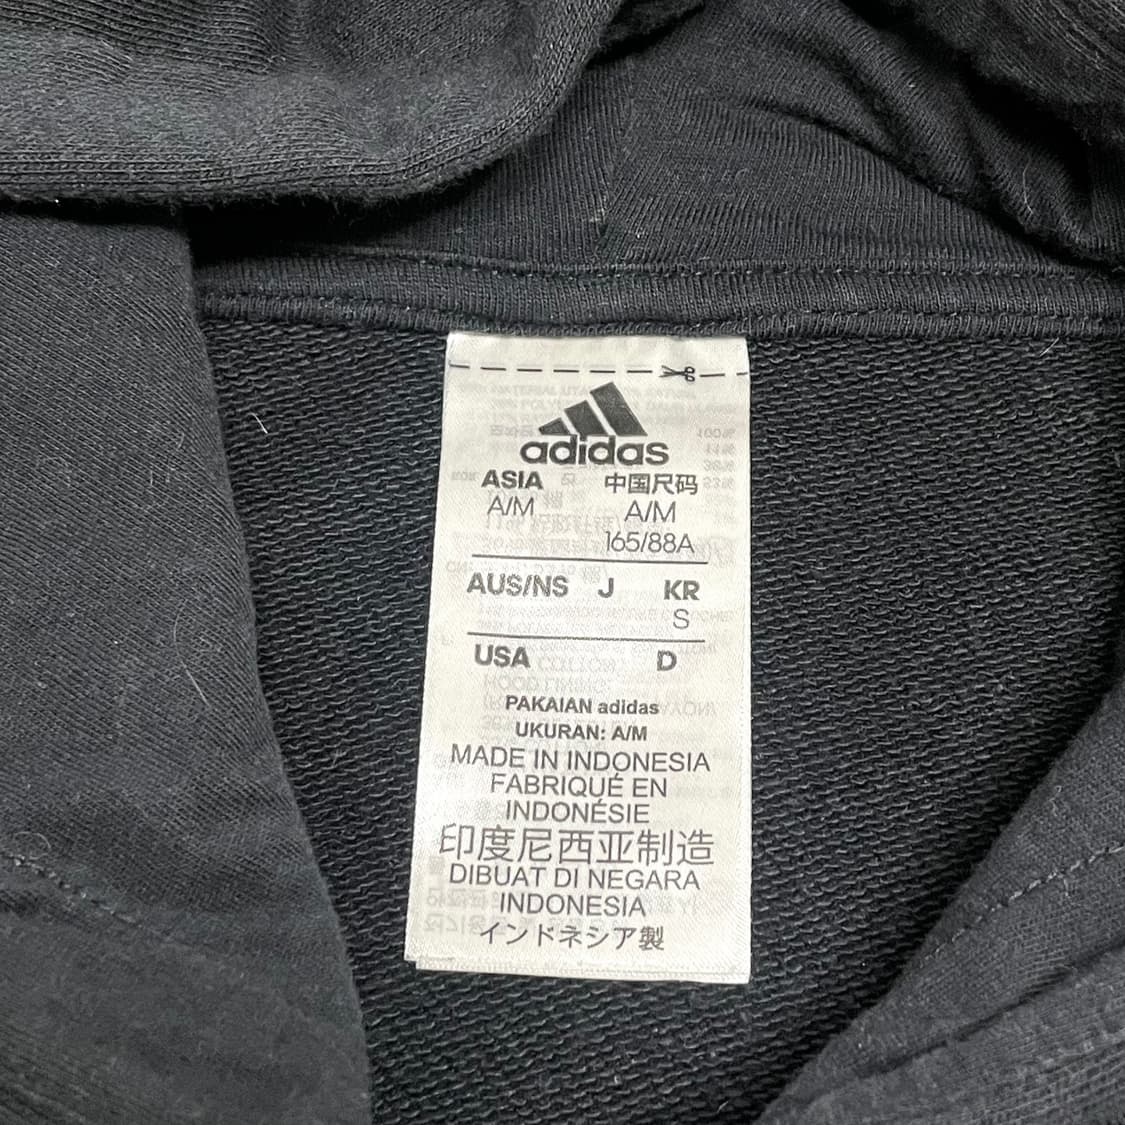 adidas
ASIA 中国尺码
A/M A/M
165/88A
AUS/NS J KR
S
USA D
PAKAIAN adidas
UKURAN: A/M
MADE IN INDONESIA
FABRIQUÉ EN
INDONÉSIE
印度尼西亚制造
DIBUAT DI NEGARA
INDONESIA
インドネシア製